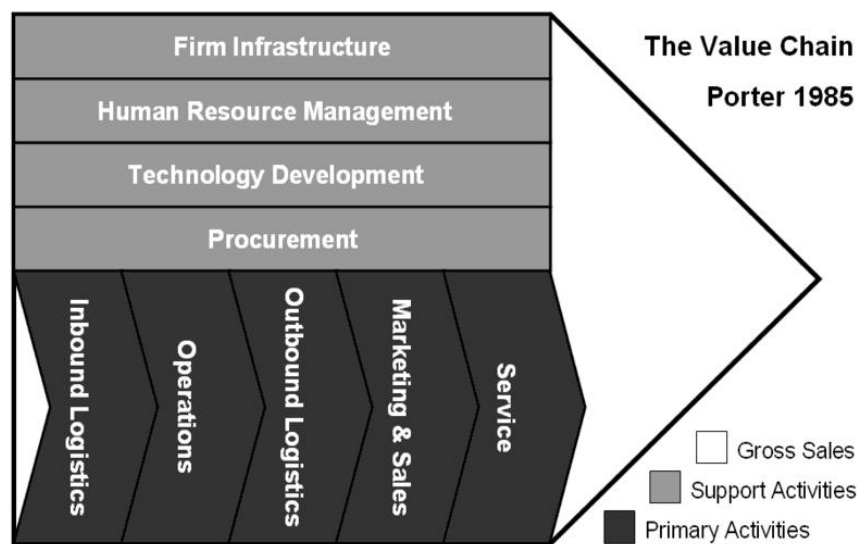 Firm Infrastructure
The Value Chain
Porter 1985
Human Resource Management
Technology Development
Procurement
Inbound Logistics
Operations
Outbound Logistics
Marketing & Sales
Service
Gross Sales
Support Activities
Primary Activities